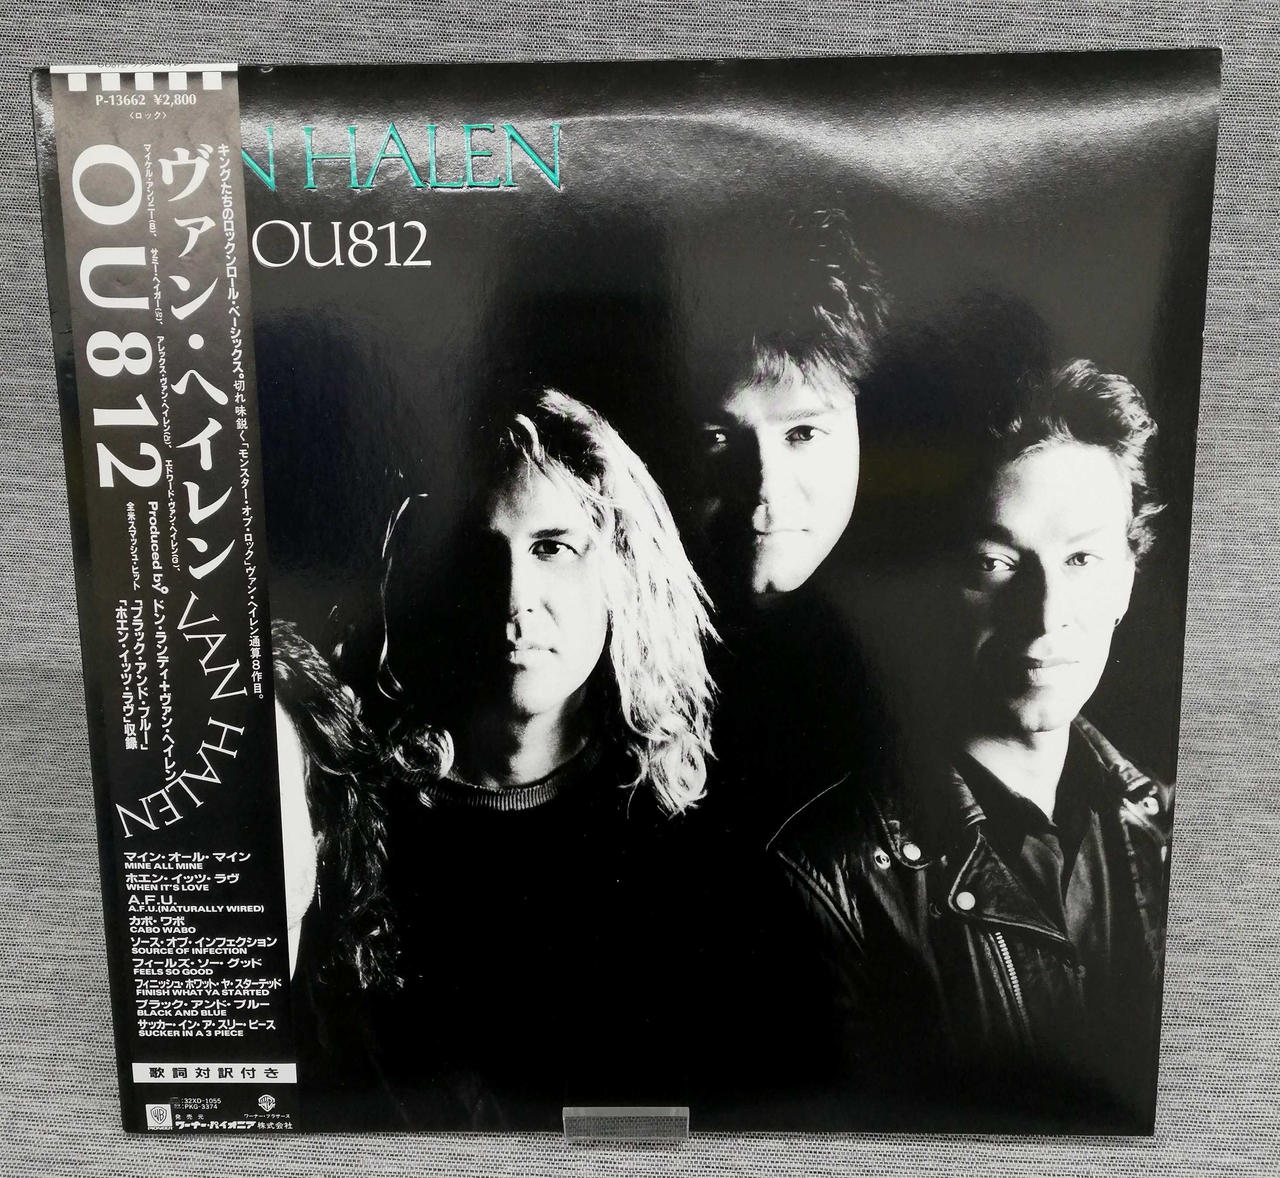 P-13662 ¥2,800
〈ロック〉
N HALEN
OU812
キングたちのロックンロール・ベーシックス。切れ味鋭く「モンスター・オブ・ロック」ヴァン・ヘイレン通算8作目。
ヴァン・ヘイレン
VAN HALEN
マイケル・アンソニー(B)、サミー・ヘイガー(Vo)、アレックス・ヴァン・ヘイレン(Ds)、エドワード・ヴァン・ヘイレン(G)、
OU812
Produced by ドン・ランディ+ヴァン・ヘイレン
全米スマッシュ・ヒット
「ブラック・アンド・ブルー」
「ホエン・イッツ・ラヴ」収録
マイン・オール・マイン
MINE ALL MINE
ホエン・イッツ・ラヴ
WHEN IT'S LOVE
A.F.U.
A.F.U.(NATURALLY WIRED)
カボ・ワボ
CABO WABO
ソース・オブ・インフェクション
SOURCE OF INFECTION
フィールズ・ソー・グッド
FEELS SO GOOD
フィニッシュ・ホワット・ヤ・スターテッド
FINISH WHAT YA STARTED
ブラック・アンド・ブルー
BLACK AND BLUE
サッカー・イン・ア・スリー・ピース
SUCKER IN A 3 PIECE
歌詞対訳付き
:32XD-1055
:PKG-3374
PIONEER
ワーナー・ブラザース
発売元
ワーナー・パイオニア株式会社